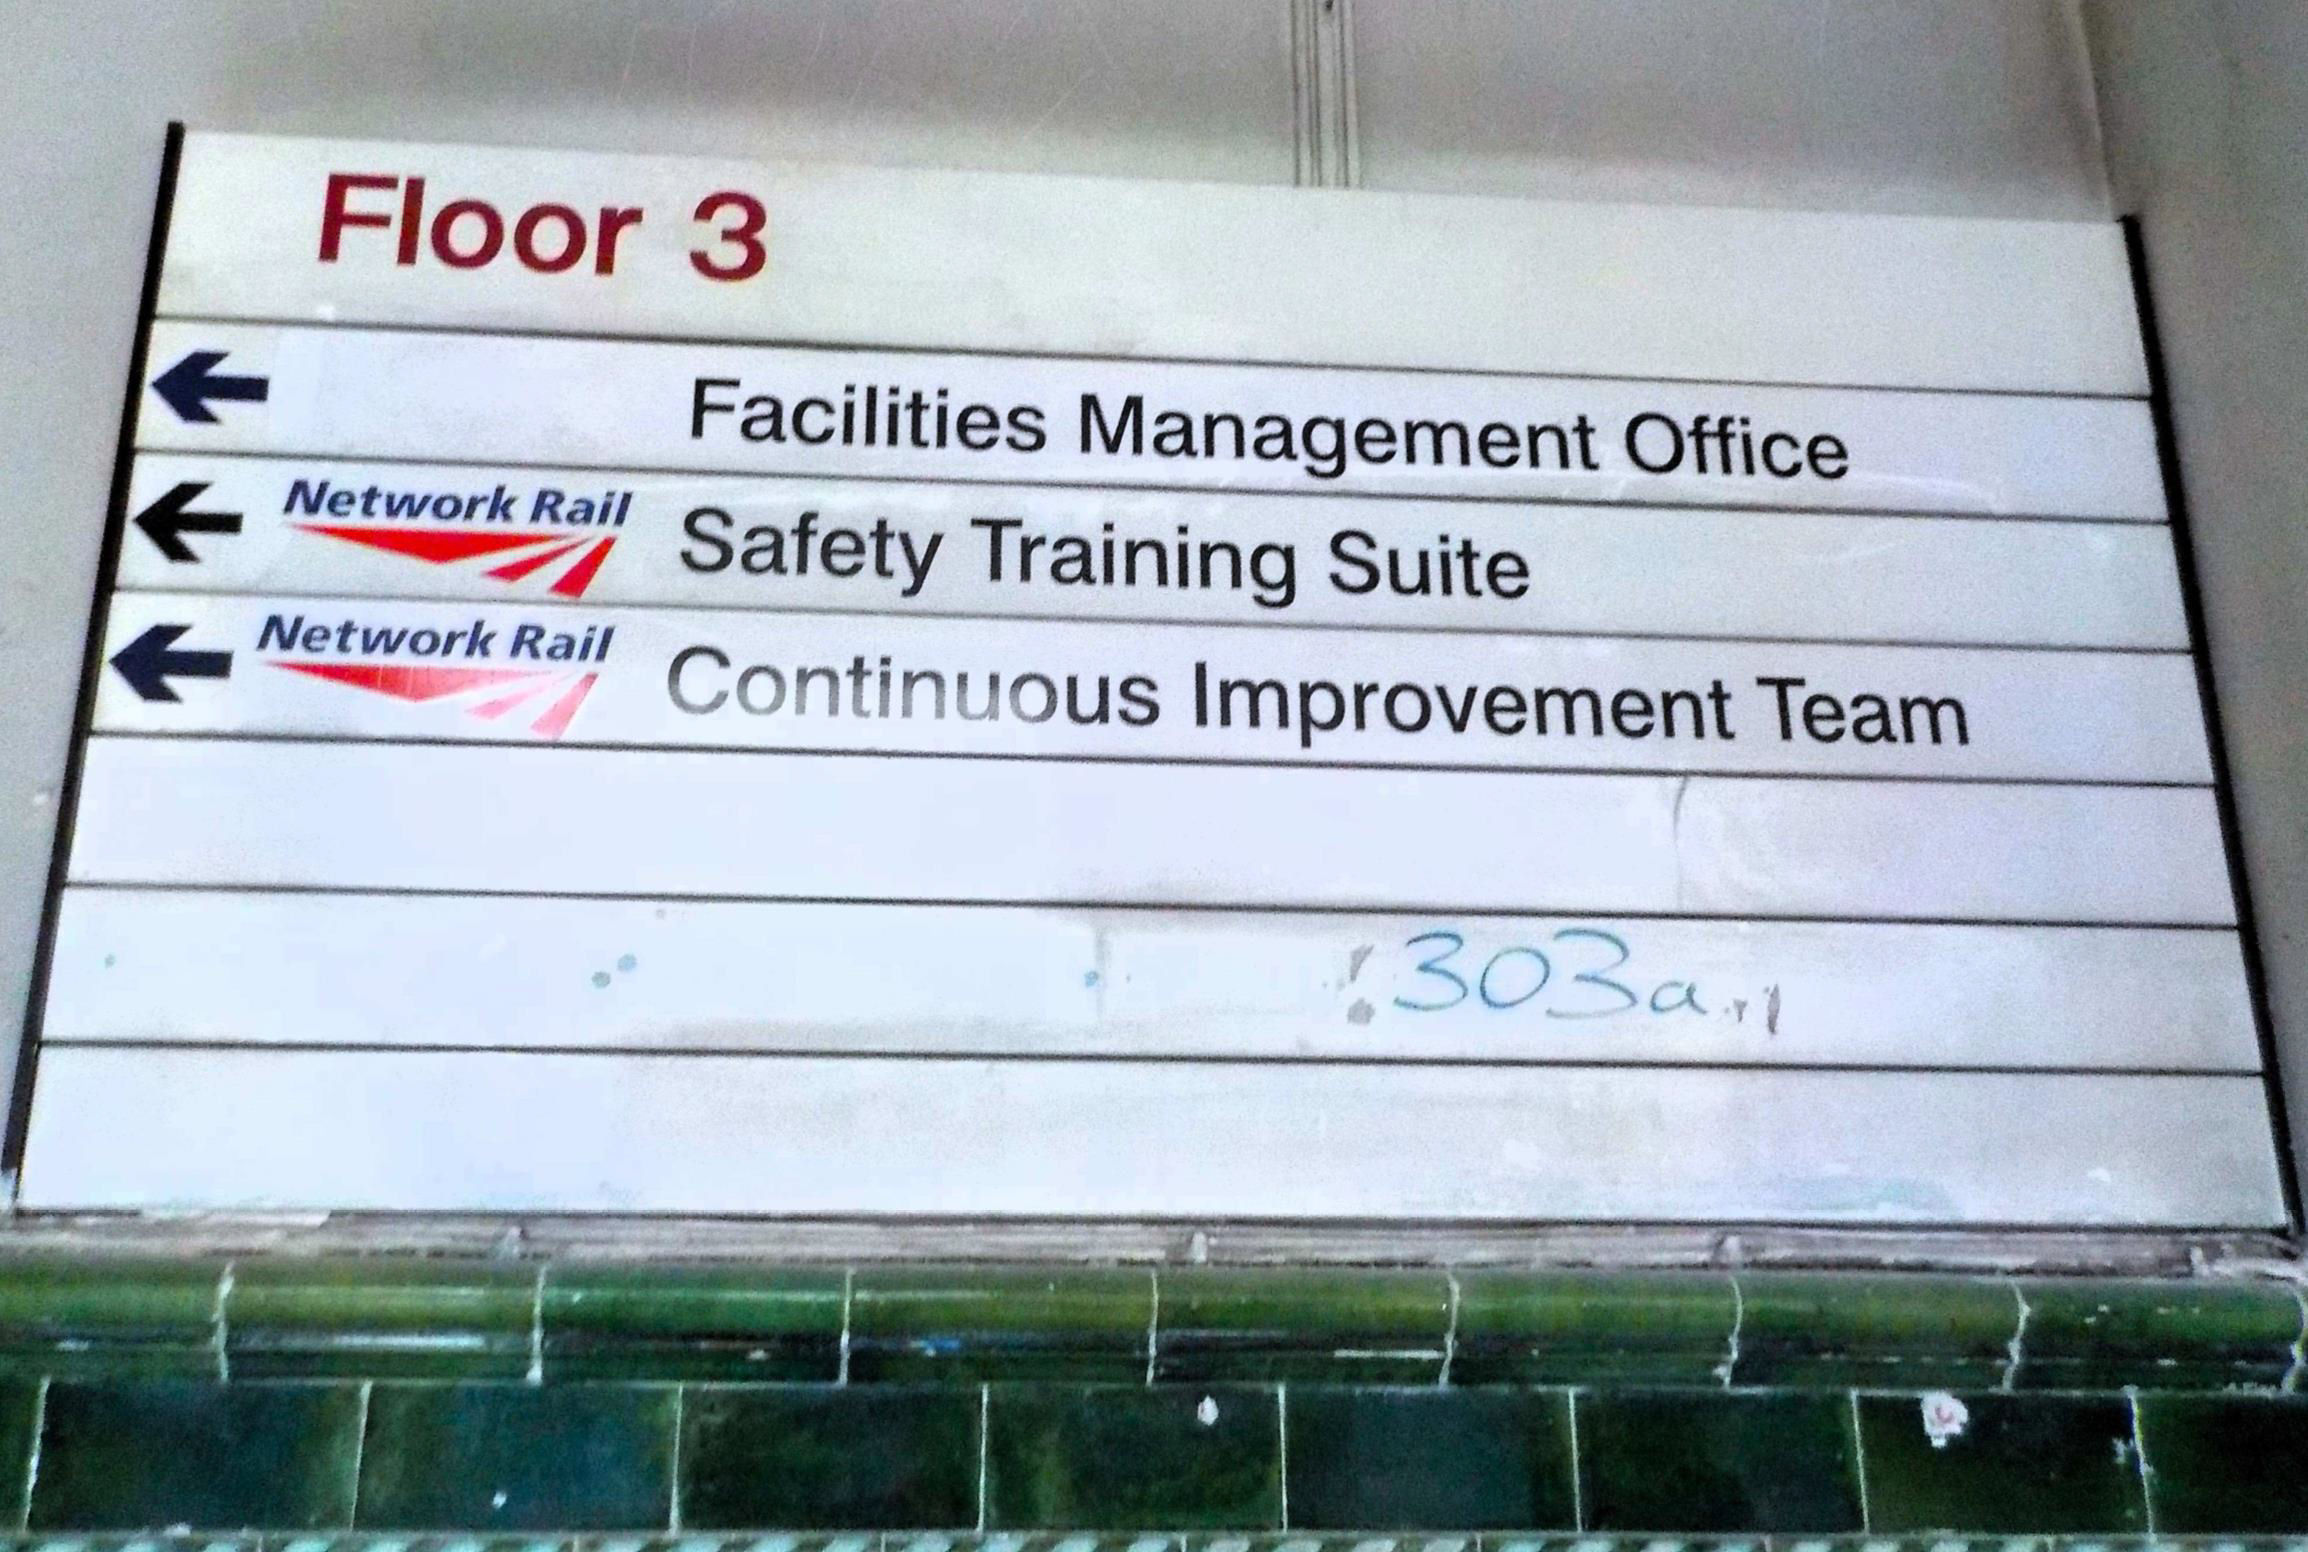 Floor 3
Facilities Management Office
Network Rail Safety Training Suite
Network Rail Continuous Improvement Team
303a